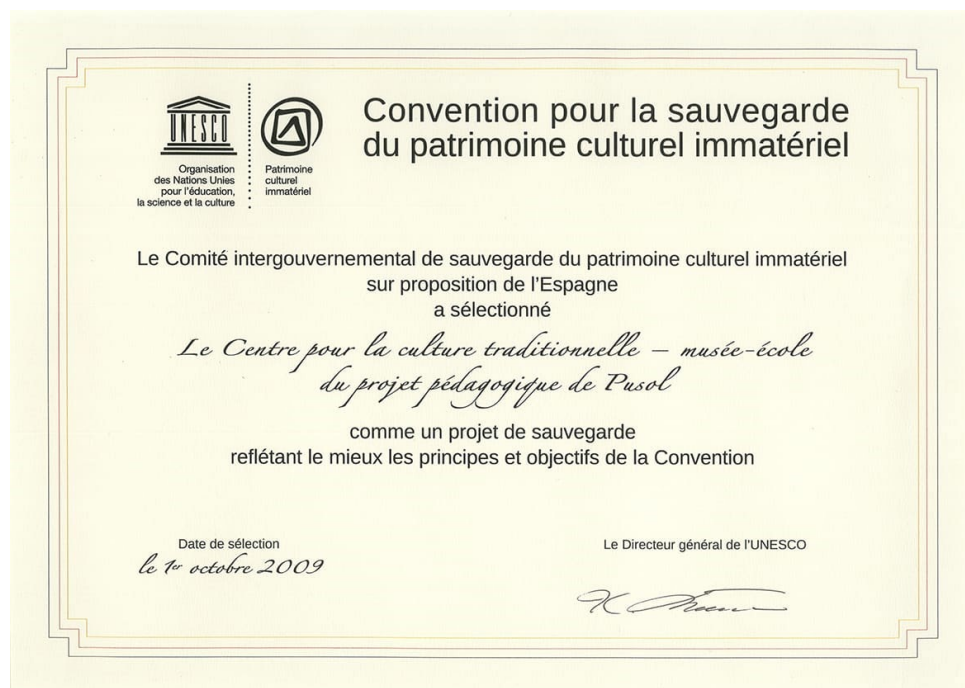 UNESCO
Organisation
des Nations Unies
pour l'éducation,
la science et la culture
Patrimoine
culturel
immatériel
Convention pour la sauvegarde
du patrimoine culturel immatériel
Le Comité intergouvernemental de sauvegarde du patrimoine culturel immatériel
sur proposition de l'Espagne
a sélectionné
Le Centre pour la culture traditionnelle – musée-école
du projet pédagogique de Pusol
comme un projet de sauvegarde
reflétant le mieux les principes et objectifs de la Convention
Date de sélection
le 1er octobre 2009
Le Directeur général de l'UNESCO